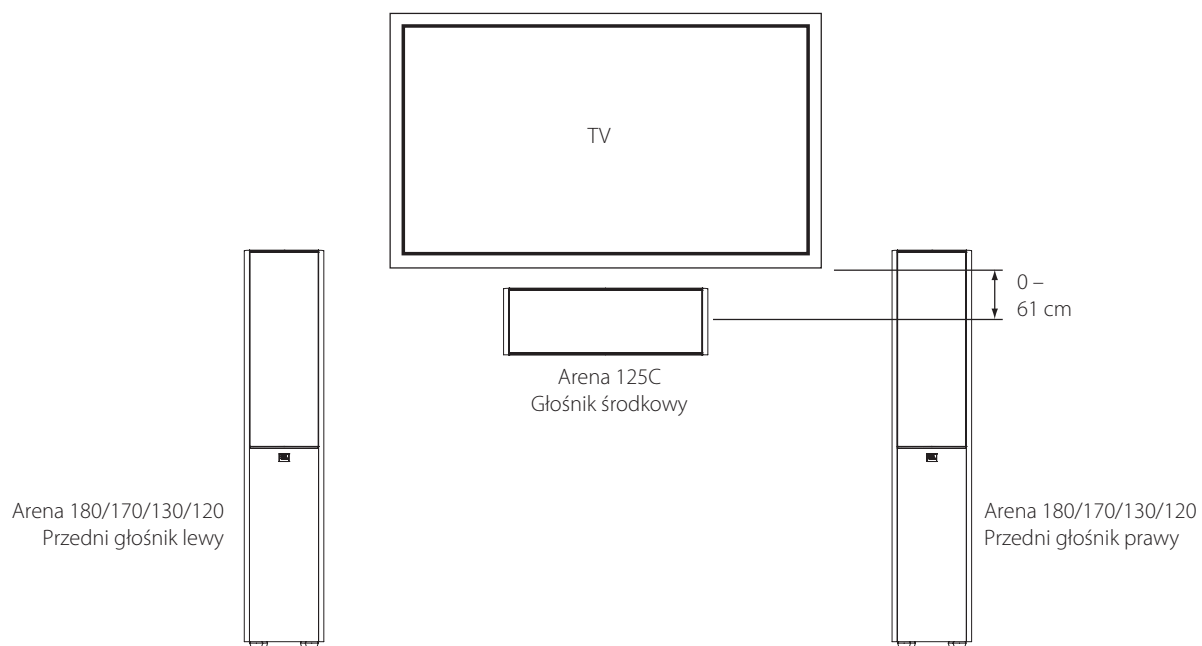 TV
0 –
61 cm
Arena 125C
Głośnik środkowy
Arena 180/170/130/120
Przedni głośnik lewy
Arena 180/170/130/120
Przedni głośnik prawy